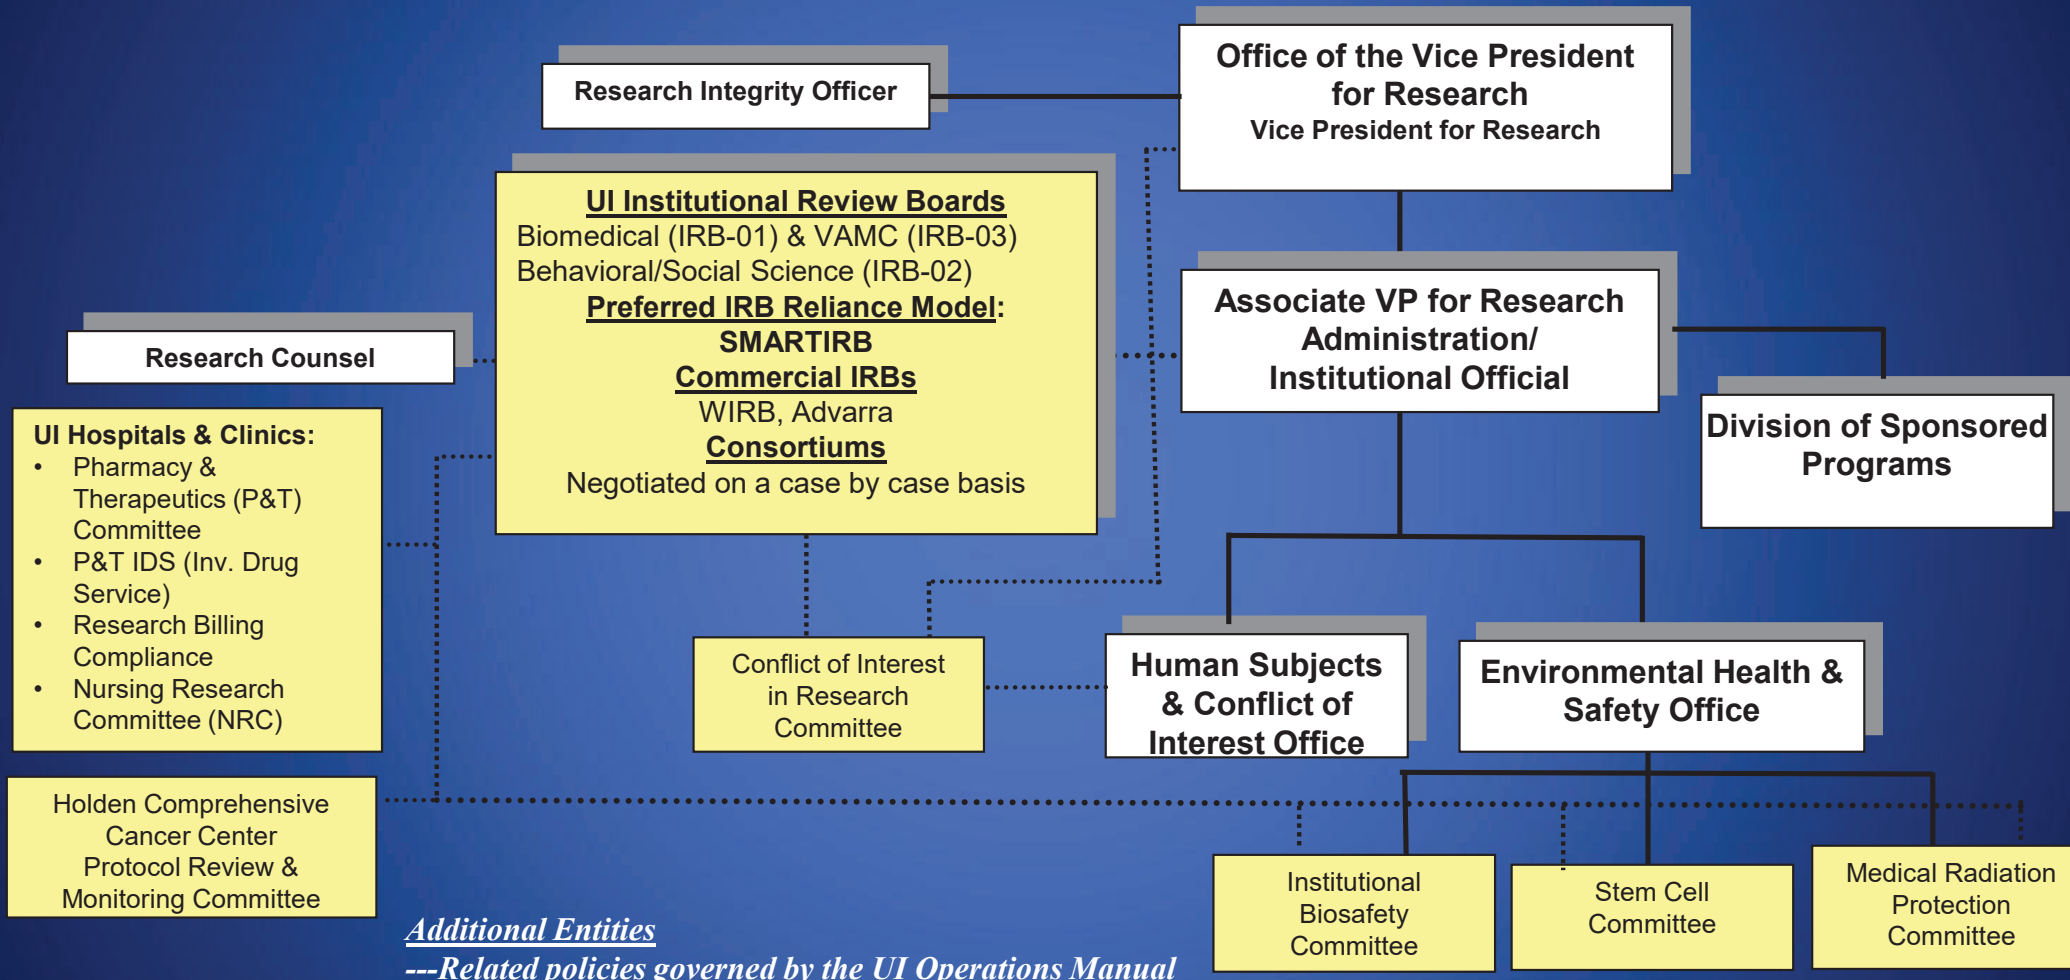 Office of the Vice President
for Research
Vice President for Research
Research Integrity Officer
UI Institutional Review Boards
Biomedical (IRB-01) & VAMC (IRB-03)
Behavioral/Social Science (IRB-02)
Preferred IRB Reliance Model:
SMARTIRB
Commercial IRBs
WIRB, Advarra
Consortiums
Negotiated on a case by case basis
Associate VP for Research
Administration/
Institutional Official
Research Counsel
Division of Sponsored
Programs
UI Hospitals & Clinics:
• Pharmacy &
Therapeutics (P&T)
Committee
• P&T IDS (Inv. Drug
Service)
• Research Billing
Compliance
• Nursing Research
Committee (NRC)
Conflict of Interest
in Research
Committee
Human Subjects
& Conflict of
Interest Office
Environmental Health &
Safety Office
Holden Comprehensive
Cancer Center
Protocol Review &
Monitoring Committee
Institutional
Biosafety
Committee
Stem Cell
Committee
Medical Radiation
Protection
Committee
Additional Entities
---Related policies governed by the UI Operations Manual